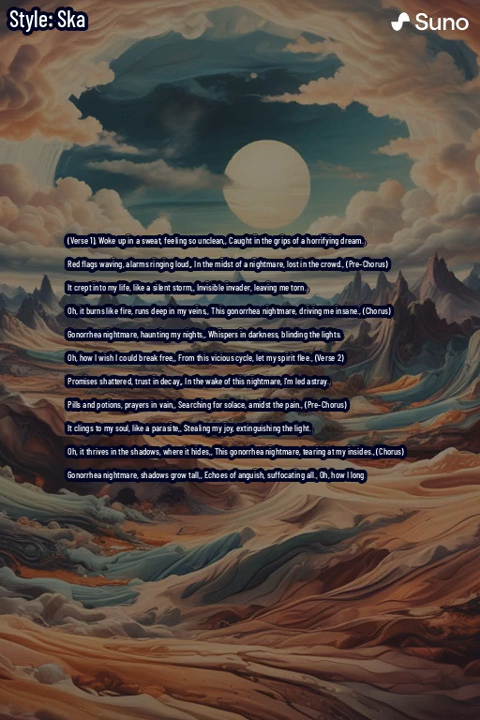 Style: Ska
Suno
(Verse 1), Woke up in a sweat, feeling so unclean,, Caught in the grips of a horrifying dream.,
Red flags waving, alarms ringing loud,, In the midst of a nightmare, lost in the crowd., (Pre-Chorus)
It crept into my life, like a silent storm,, Invisible invader, leaving me torn.,
Oh, it burns like fire, runs deep in my veins,, This gonorrhea nightmare, driving me insane., (Chorus)
Gonorrhea nightmare, haunting my nights,, Whispers in darkness, blinding the lights.
Oh, how I wish I could break free,, From this vicious cycle, let my spirit flee., (Verse 2)
Promises shattered, trust in decay,, In the wake of this nightmare, I'm led astray.,
Pills and potions, prayers in vain,, Searching for solace, amidst the pain., (Pre-Chorus)
It clings to my soul, like a parasite,, Stealing my joy, extinguishing the light.
Oh, it thrives in the shadows, where it hides,, This gonorrhea nightmare, tearing at my insides., (Chorus)
Gonorrhea nightmare, shadows grow tall,, Echoes of anguish, suffocating all., Oh, how I long